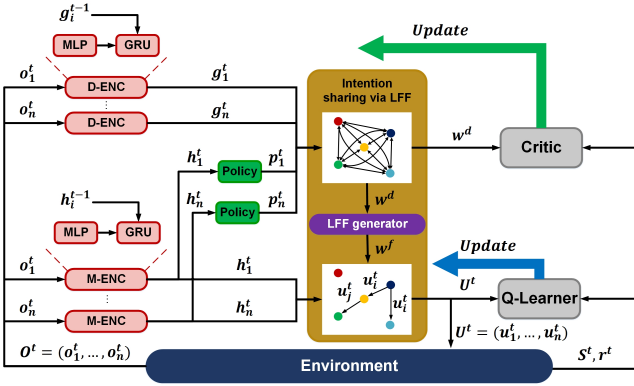 g_i^{t-1}
MLP
GRU
Update
o_1^t
D-ENC
g_1^t
Intention
sharing via LFF
o_n^t
D-ENC
g_n^t
w^d
Critic
h_1^t
Policy
p_1^t
h_i^{t-1}
h_n^t
Policy
p_n^t
w^d
LFF generator
MLP
GRU
w^f
Update
o_1^t
M-ENC
h_1^t
u_j^t
u_i^t
u_i^t
U^t
Q-Learner
o_n^t
M-ENC
h_n^t
U^t = (u_1^t, ..., u_n^t)
O^t = (o_1^t, ..., o_n^t)
Environment
S^t, r^t